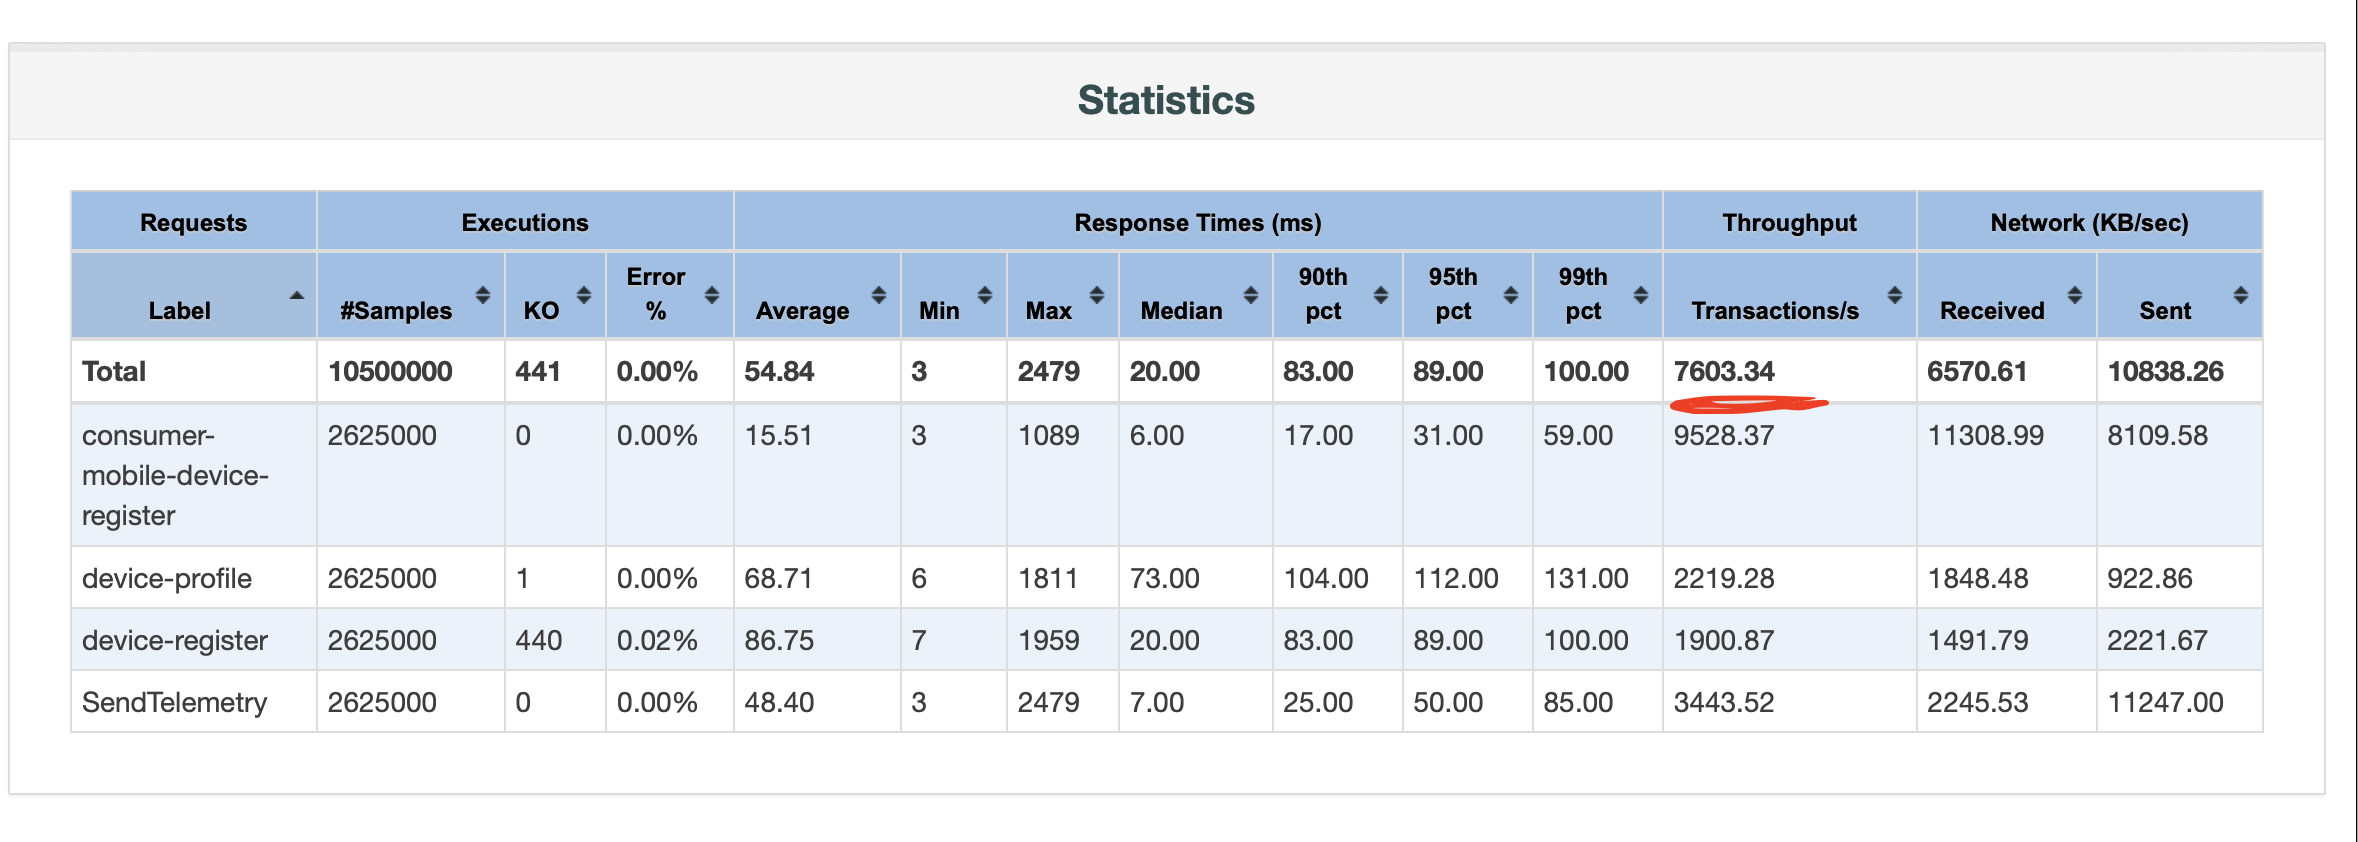 Statistics
Requests Executions Response Times (ms) Throughput Network (KB/sec)
Label #Samples KO Error % Average Min Max Median 90th pct 95th pct 99th pct Transactions/s Received Sent
Total 10500000 441 0.00% 54.84 3 2479 20.00 83.00 89.00 100.00 7603.34 6570.61 10838.26
consumer-mobile-device-register 2625000 0 0.00% 15.51 3 1089 6.00 17.00 31.00 59.00 9528.37 11308.99 8109.58
device-profile 2625000 1 0.00% 68.71 6 1811 73.00 104.00 112.00 131.00 2219.28 1848.48 922.86
device-register 2625000 440 0.02% 86.75 7 1959 20.00 83.00 89.00 100.00 1900.87 1491.79 2221.67
SendTelemetry 2625000 0 0.00% 48.40 3 2479 7.00 25.00 50.00 85.00 3443.52 2245.53 11247.00